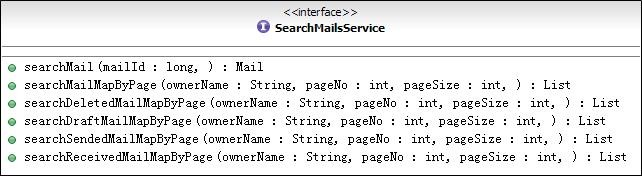 <<interface>>
SearchMailsService
searchMail(mailId : long, ) : Mail
searchMailMapByPage(ownerName : String, pageNo : int, pageSize : int, ) : List
searchDeletedMailMapByPage(ownerName : String, pageNo : int, pageSize : int, ) : List
searchDraftMailMapByPage(ownerName : String, pageNo : int, pageSize : int, ) : List
searchSendedMailMapByPage(ownerName : String, pageNo : int, pageSize : int, ) : List
searchReceivedMailMapByPage(ownerName : String, pageNo : int, pageSize : int, ) : List